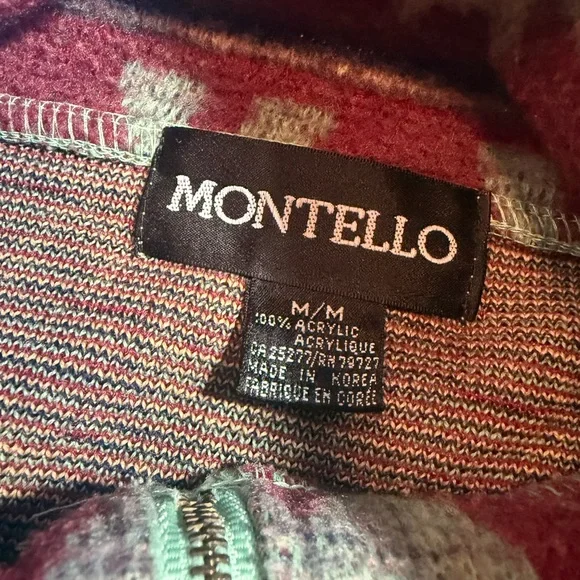 MONTELLO
M/M
100% ACRYLIC
ACRYLIQUE
CA25277/RN79727
MADE IN KOREA
FABRIQUE EN CORÉE